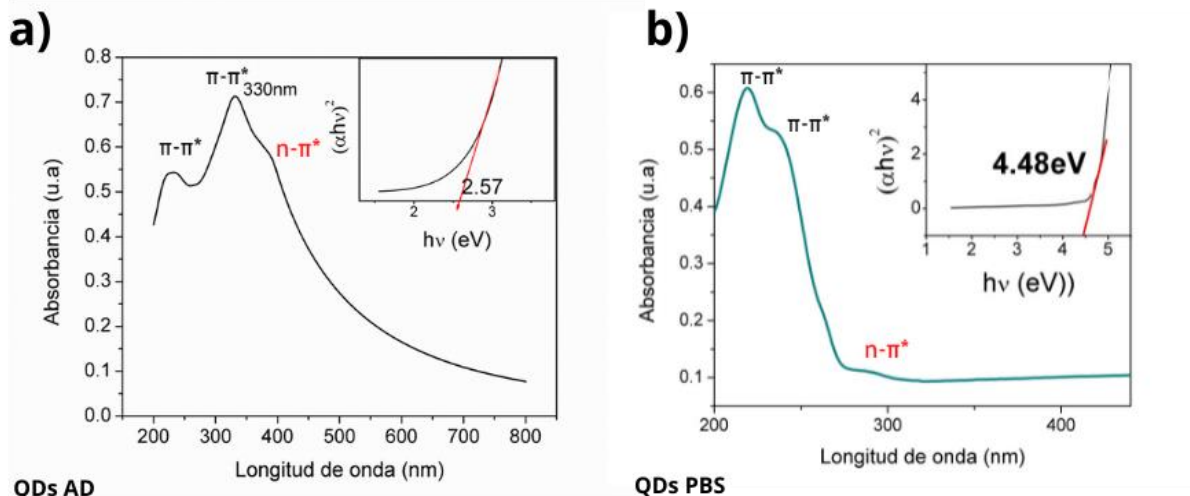 a)
0.8
0.7
0.6
0.5
0.4
0.3
0.2
0.1
0.0
Absorbancia (u.a)
200 300 400 500 600 700 800
Longitud de onda (nm)
π-π*
π-π*
330nm
n-π*
(αhν)²
2.57
2 3
hν (eV)
QDs AD
b)
0.6
0.5
0.4
0.3
0.2
0.1
Absorbancia (u.a)
200 300 400
Longitud de onda (nm)
π-π*
π-π*
n-π*
(αhν)²
4
2
0
4.48eV
1 2 3 4 5
hν (eV))
QDs PBS